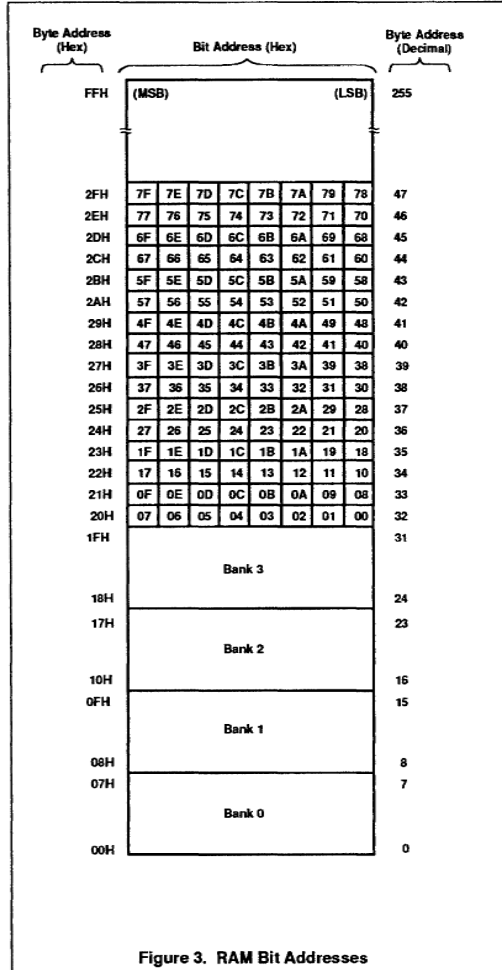 Byte Address (Hex)
Bit Address (Hex)
Byte Address (Decimal)
FFH (MSB) (LSB) 255
2FH 7F 7E 7D 7C 7B 7A 79 78 47
2EH 77 76 75 74 73 72 71 70 46
2DH 6F 6E 6D 6C 6B 6A 69 68 45
2CH 67 66 65 64 63 62 61 60 44
2BH 5F 5E 5D 5C 5B 5A 59 58 43
2AH 57 56 55 54 53 52 51 50 42
29H 4F 4E 4D 4C 4B 4A 49 48 41
28H 47 46 45 44 43 42 41 40 40
27H 3F 3E 3D 3C 3B 3A 39 38 39
26H 37 36 35 34 33 32 31 30 38
25H 2F 2E 2D 2C 2B 2A 29 28 37
24H 27 26 25 24 23 22 21 20 36
23H 1F 1E 1D 1C 1B 1A 19 18 35
22H 17 16 15 14 13 12 11 10 34
21H 0F 0E 0D 0C 0B 0A 09 08 33
20H 07 06 05 04 03 02 01 00 32
1FH 31
Bank 3
18H 24
17H 23
Bank 2
10H 16
0FH 15
Bank 1
08H 8
07H 7
Bank 0
00H 0
Figure 3. RAM Bit Addresses